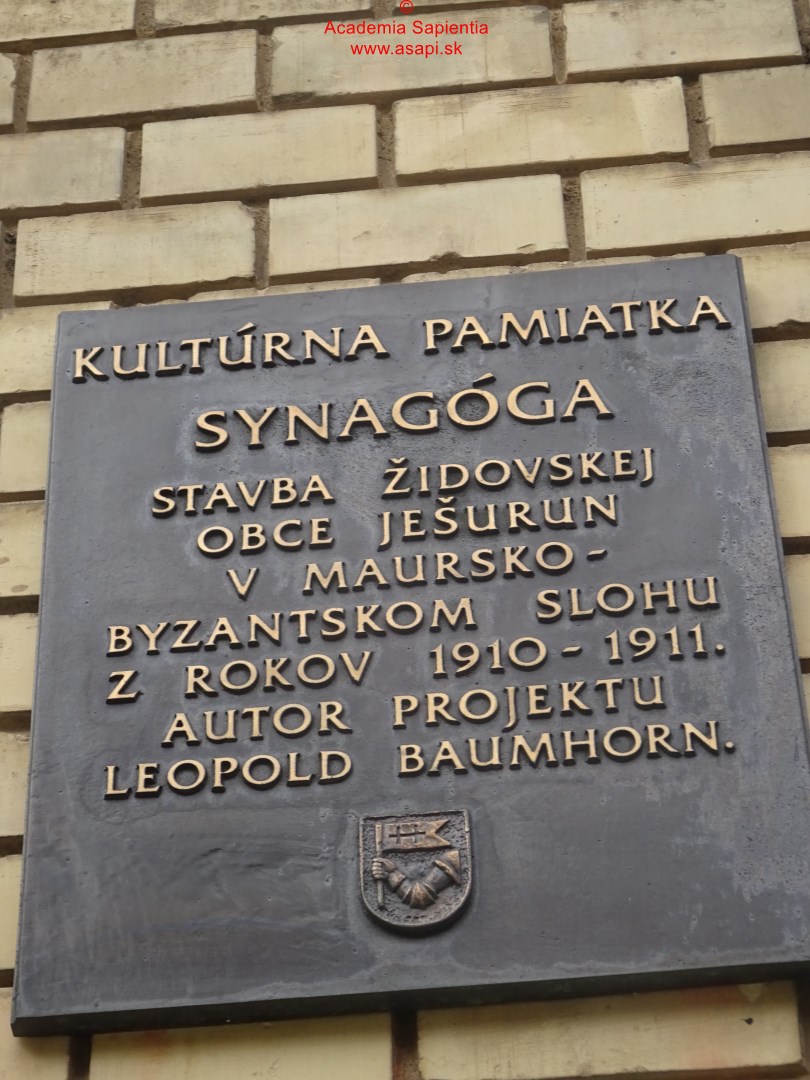 ©
Academia Sapientia
www.asapi.sk
KULTÚRNA PAMIATKA
SYNAGÓGA
STAVBA ŽIDOVSKEJ
OBCE JEŠURUN
V MAURSKO-
BYZANTSKOM SLOHU
Z ROKOV 1910-1911.
AUTOR PROJEKTU
LEOPOLD BAUMHORN.